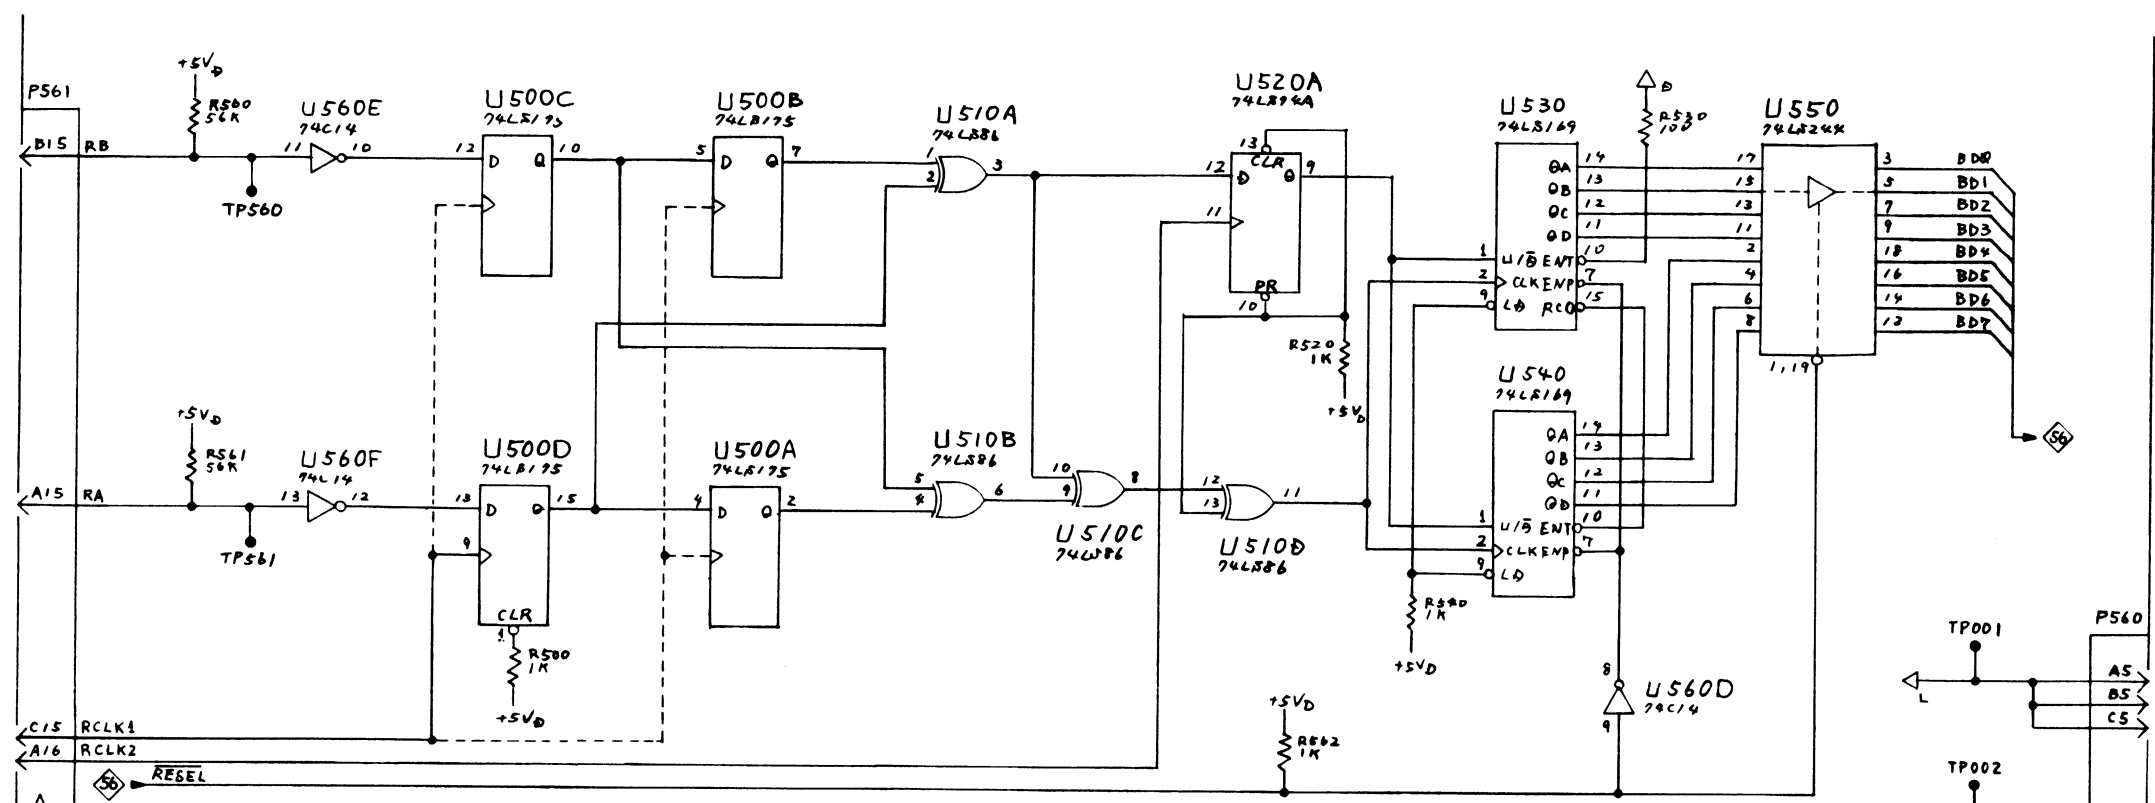 P561
B15 RB
+5VD
R560
56K
TP560
U560E
74C14
11 10
U500C
74LS175
12 D Q 10
U500B
74LS175
5 D Q 7
U510A
74LS86
1
2
3
U520A
74LS74A
13
CLR
12 D Q 9
11
PR
10
R520
1K
+5VD
U530
74LS169
QA 14
QB 13
QC 12
QD 11
1 U/D ENT 10
2 CLK ENP 7
9 LD RCO 15
D
R530
100
U550
74LS244
17 3 BD0
15 5 BD1
13 7 BD2
11 9 BD3
2 18 BD4
4 16 BD5
6 14 BD6
8 12 BD7
1,19
56
A15 RA
+5VD
R561
56K
TP561
U560F
74C14
13 12
U500D
74LS175
13 D Q 15
9
CLR
1
R500
1K
+5VD
U500A
74LS175
4 D Q 2
U510B
74LS86
5
4
6
10
9
8
U510C
74LS86
12
13
11
U510D
74LS86
U540
74LS169
QA 14
QB 13
QC 12
QD 11
1 U/D ENT 10
2 CLK ENP 7
9 LD
R540
1K
+5VD
8
U560D
74C14
9
C15 RCLK1
A16 RCLK2
56 RESEL
+5VD
R562
1K
P560
TP001
L
A5
B5
C5
TP002